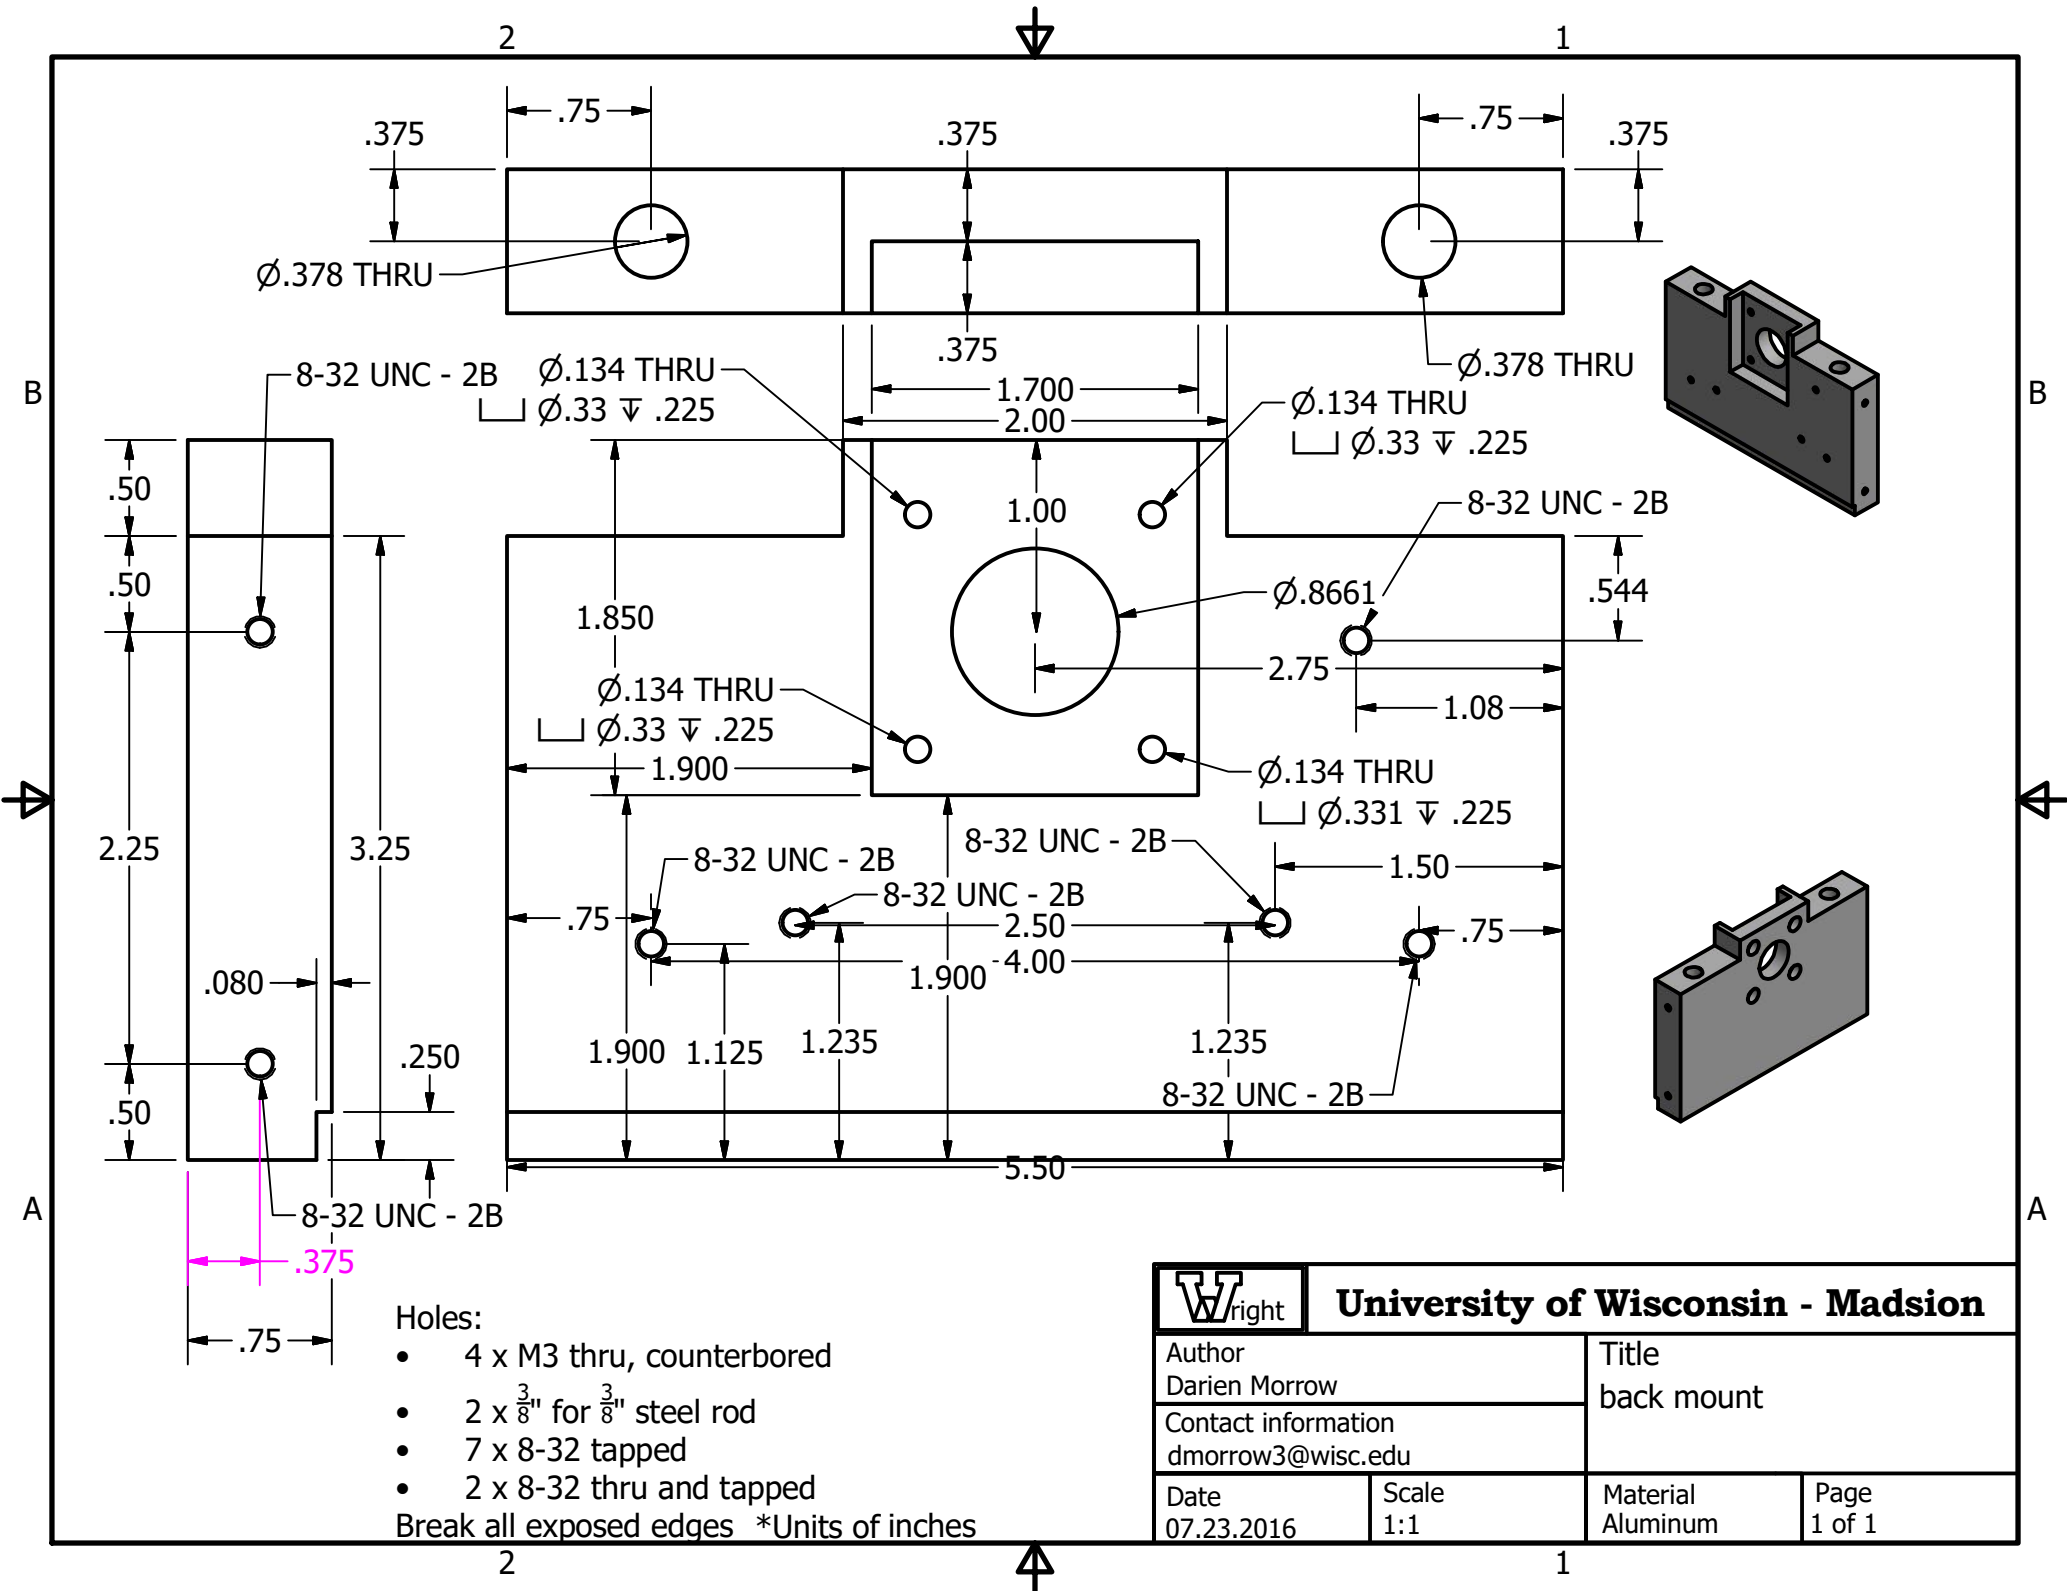 2
1
.75
.75
.375
.375
.375
Ø.378 THRU
.375
Ø.378 THRU
8-32 UNC - 2B
Ø.134 THRU
⌴ Ø.33 ↧ .225
1.700
2.00
Ø.134 THRU
⌴ Ø.33 ↧ .225
B
B
.50
1.00
8-32 UNC - 2B
.50
1.850
Ø.8661
.544
2.75
Ø.134 THRU
⌴ Ø.33 ↧ .225
1.08
1.900
Ø.134 THRU
⌴ Ø.331 ↧ .225
2.25
3.25
8-32 UNC - 2B
8-32 UNC - 2B
1.50
8-32 UNC - 2B
.75
2.50
.75
4.00
1.900
.080
1.900
1.125
1.235
1.235
.250
8-32 UNC - 2B
.50
5.50
A
A
8-32 UNC - 2B
.375
.75
Holes:
• 4 x M3 thru, counterbored
• 2 x 3/8" for 3/8" steel rod
• 7 x 8-32 tapped
• 2 x 8-32 thru and tapped
Break all exposed edges *Units of inches
Wright
University of Wisconsin - Madsion
Author
Darien Morrow
Title
back mount
Contact information
dmorrow3@wisc.edu
Date
07.23.2016
Scale
1:1
Material
Aluminum
Page
1 of 1
2
1